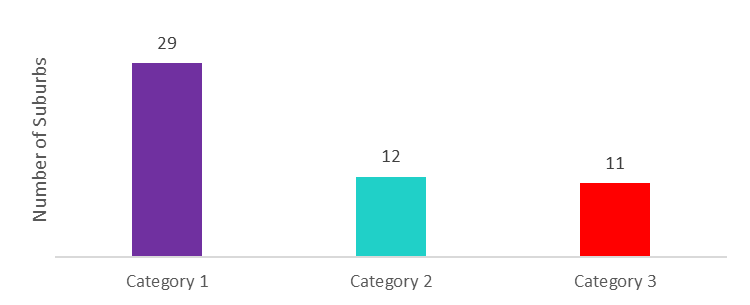 Number of Suburbs
29
12
11
Category 1
Category 2
Category 3